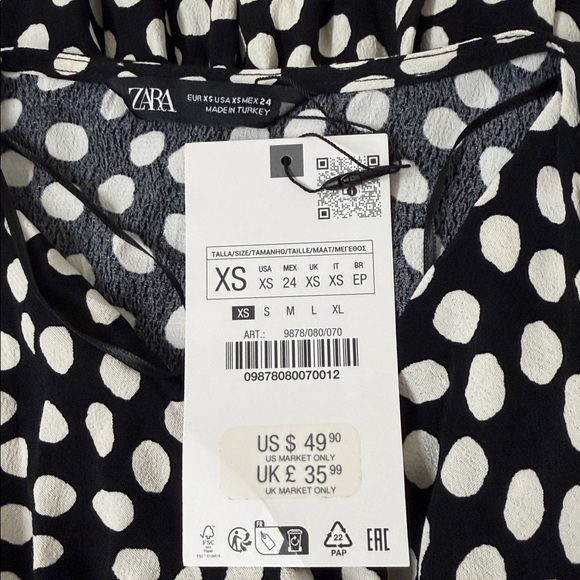 ZARA
EUR XS USA XS MEX 24
MADE IN TURKEY
TALLA/SIZE/TAMANHO/TAILLE/MAAT/ΜΕΓΕΘΟΣ
XS USA XS MEX 24 UK XS IT XS BR EP
XS S M L XL
ART.: 9878/080/070
09878080070012
US $ 49.90
US MARKET ONLY
UK £ 35.99
UK MARKET ONLY
FSC
FR
22
PAP
EAC